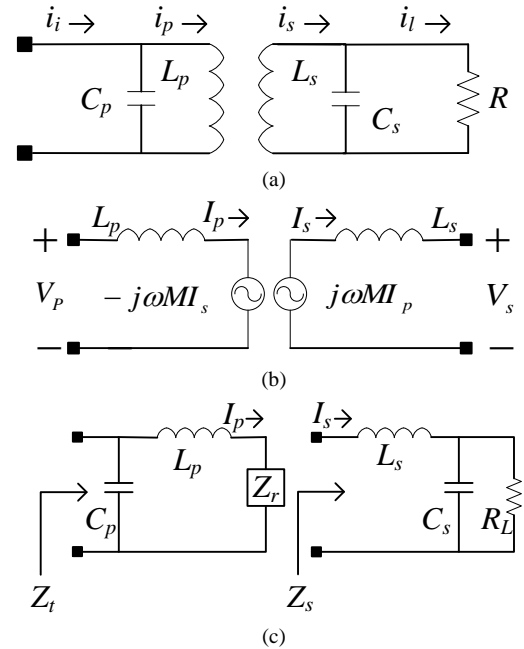 i_i i_p i_s i_l
L_p L_s
C_p C_s R
(a)
L_p I_p I_s L_s
+ +
V_P - jωMI_s jωMI_p V_s
− −
(b)
I_p I_s
L_p L_s
Z_r
C_p C_s R_L
Z_t Z_s
(c)